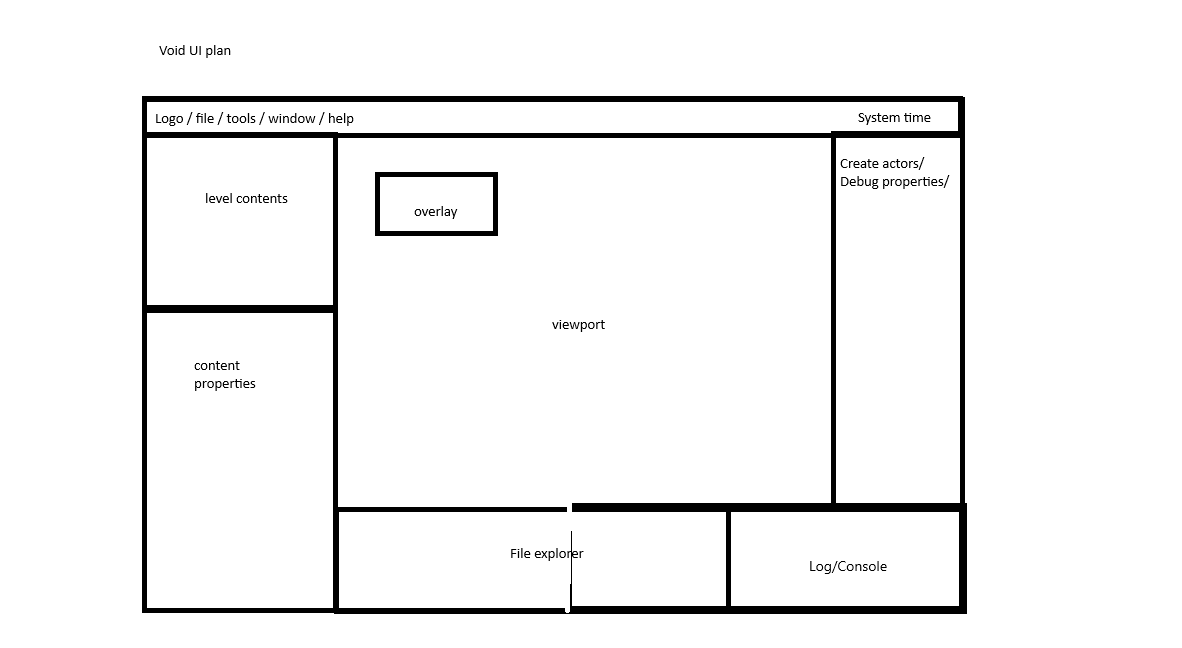 Void UI plan
Logo / file / tools / window / help
System time
level contents
overlay
Create actors/
Debug properties/
viewport
content
properties
File explorer
Log/Console